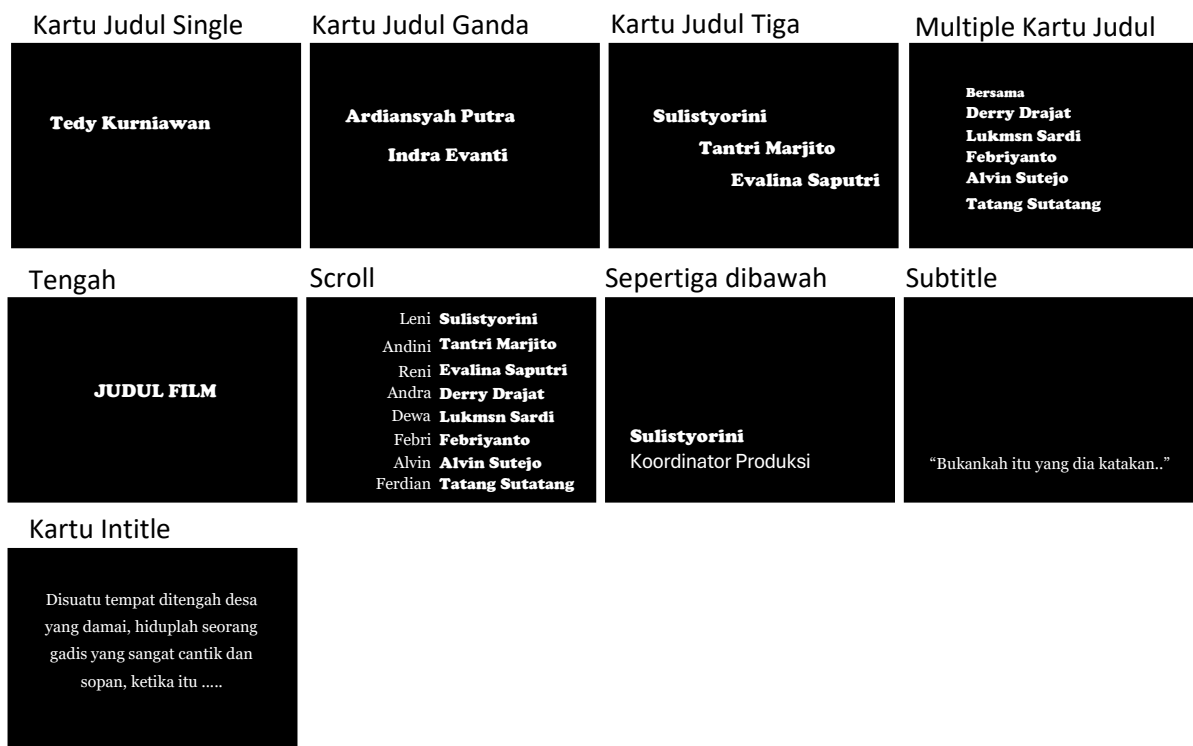 Kartu Judul Single
Tedy Kurniawan
Kartu Judul Ganda
Ardiansyah Putra
Indra Evanti
Kartu Judul Tiga
Sulistyorini
Tantri Marjito
Evalina Saputri
Multiple Kartu Judul
Bersama
Derry Drajat
Lukmsn Sardi
Febriyanto
Alvin Sutejo
Tatang Sutatang
Tengah
JUDUL FILM
Scroll
Leni Sulistyorini
Andini Tantri Marjito
Reni Evalina Saputri
Andra Derry Drajat
Dewa Lukmsn Sardi
Febri Febriyanto
Alvin Alvin Sutejo
Ferdian Tatang Sutatang
Sepertiga dibawah
Sulistyorini
Koordinator Produksi
Subtitle
“Bukankah itu yang dia katakan..”
Kartu Intitle
Disuatu tempat ditengah desa
yang damai, hiduplah seorang
gadis yang sangat cantik dan
sopan, ketika itu .....